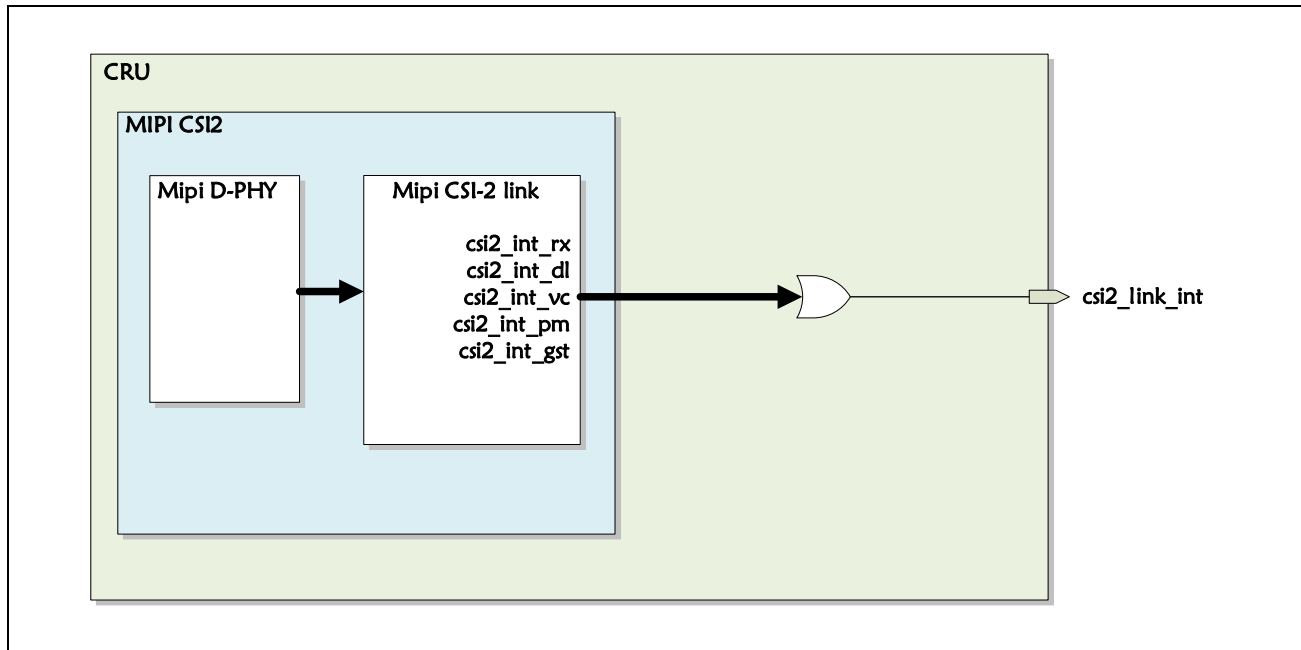 CRU
MIPI CSI2
Mipi D-PHY
Mipi CSI-2 link
csi2_int_rx
csi2_int_dl
csi2_int_vc
csi2_int_pm
csi2_int_gst
csi2_link_int